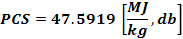 PCS = 47.5919 [MJ/kg, db]